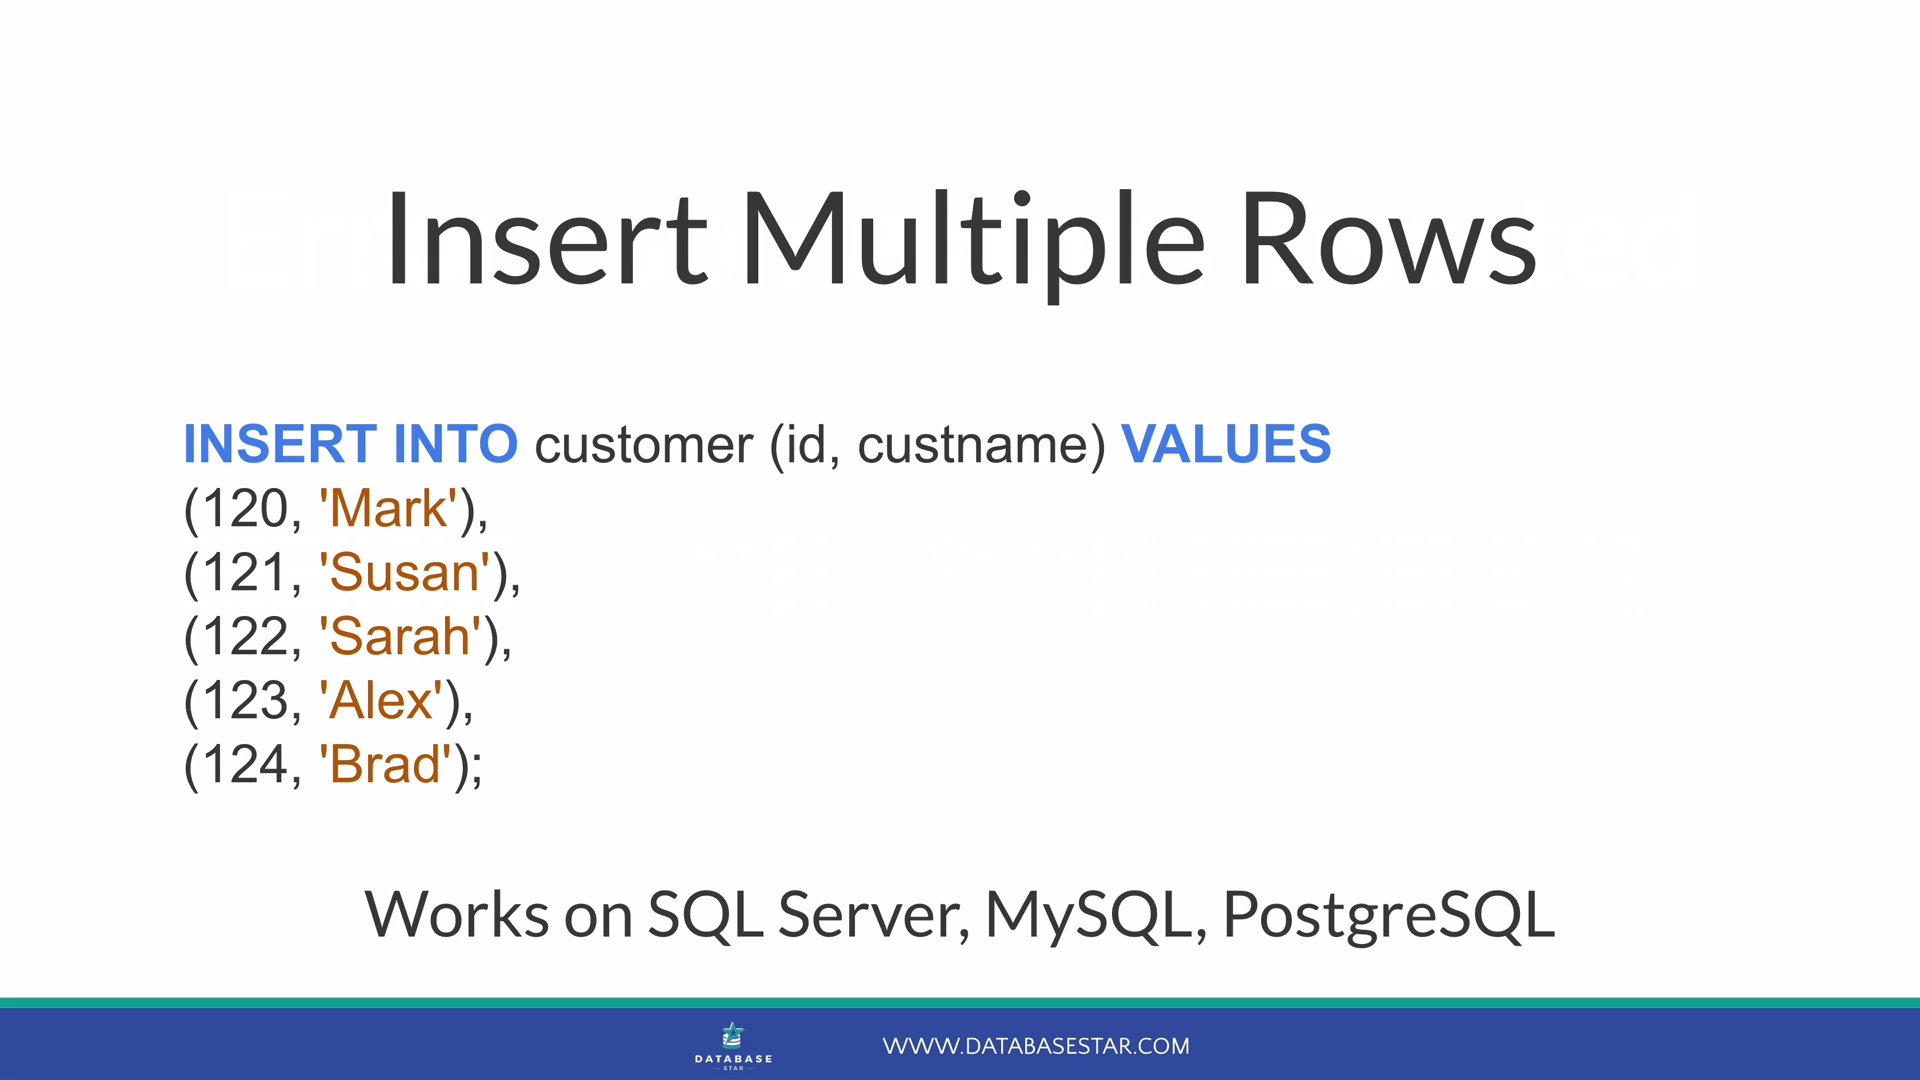 Insert Multiple Rows
INSERT INTO customer (id, custname) VALUES
(120, 'Mark'),
(121, 'Susan'),
(122, 'Sarah'),
(123, 'Alex'),
(124, 'Brad');
Works on SQL Server, MySQL, PostgreSQL
DATABASE
STAR
WWW.DATABASESTAR.COM